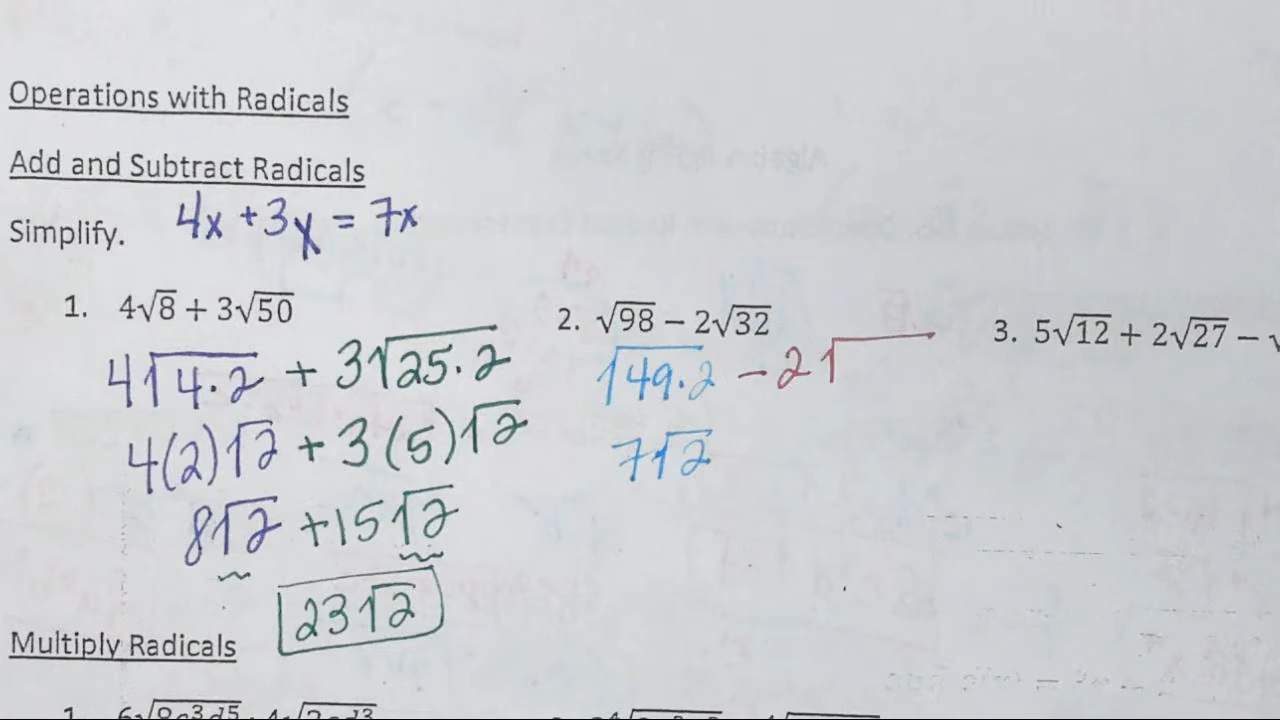 Operations with Radicals
Add and Subtract Radicals
Simplify. 4x + 3y = 7x
1. 4√8 + 3√50
4√4·2 + 3√25·2
4(2)√2 + 3(5)√2
8√2 + 15√2
23√2
2. √98 − 2√32
√49·2 − 2√
7√2
3. 5√12 + 2√27 −
Multiply Radicals